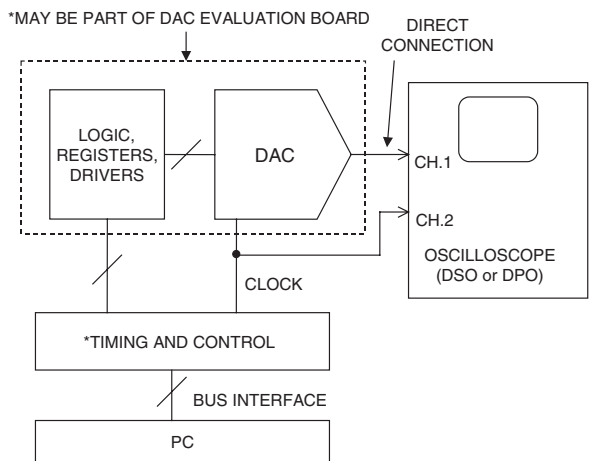 *MAY BE PART OF DAC EVALUATION BOARD
DIRECT
CONNECTION
LOGIC,
REGISTERS,
DRIVERS
DAC
CH.1
CH.2
OSCILLOSCOPE
(DSO or DPO)
CLOCK
*TIMING AND CONTROL
BUS INTERFACE
PC